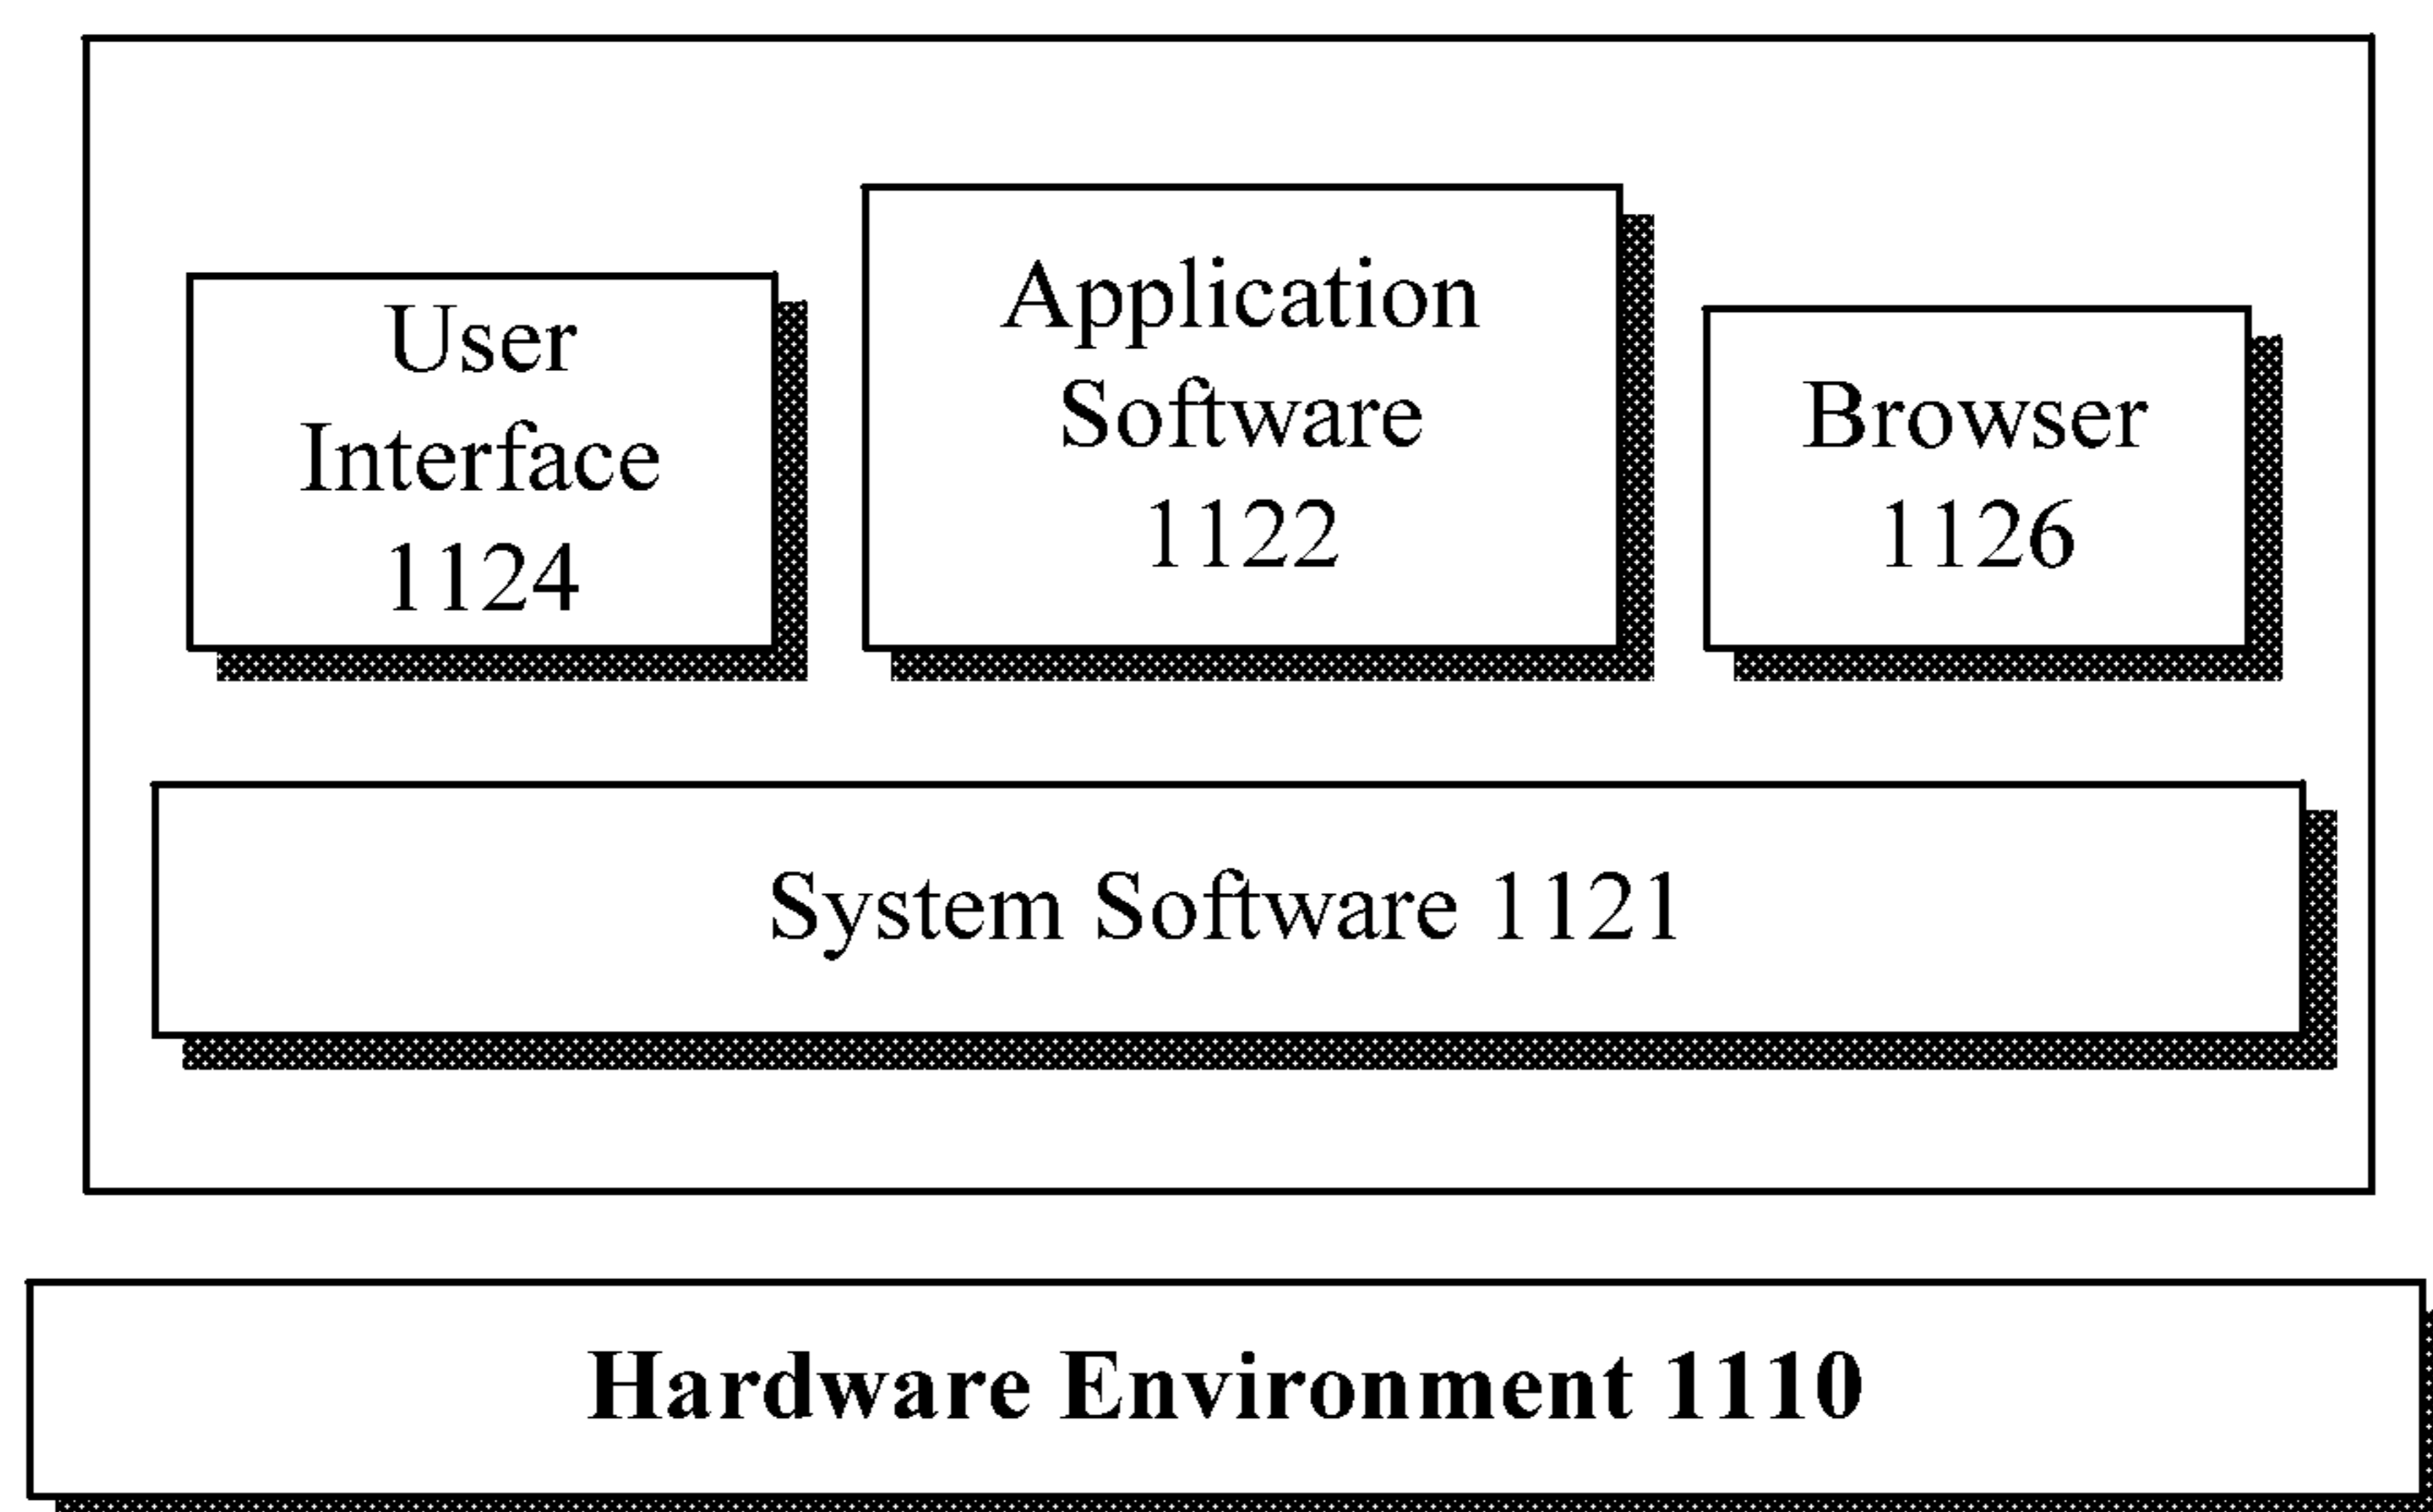 User
Interface
1124
Application
Software
1122
Browser
1126
System Software 1121
Hardware Environment 1110